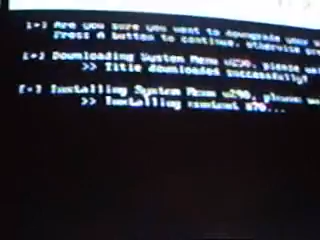 [+] Are you sure you want to downgrade your
Press A button to continue, otherwise
[+] Downloading System Menu v290, please
>> Title downloaded successfully!
[+] Installing System Menu v290, please
>> Installing content #70...